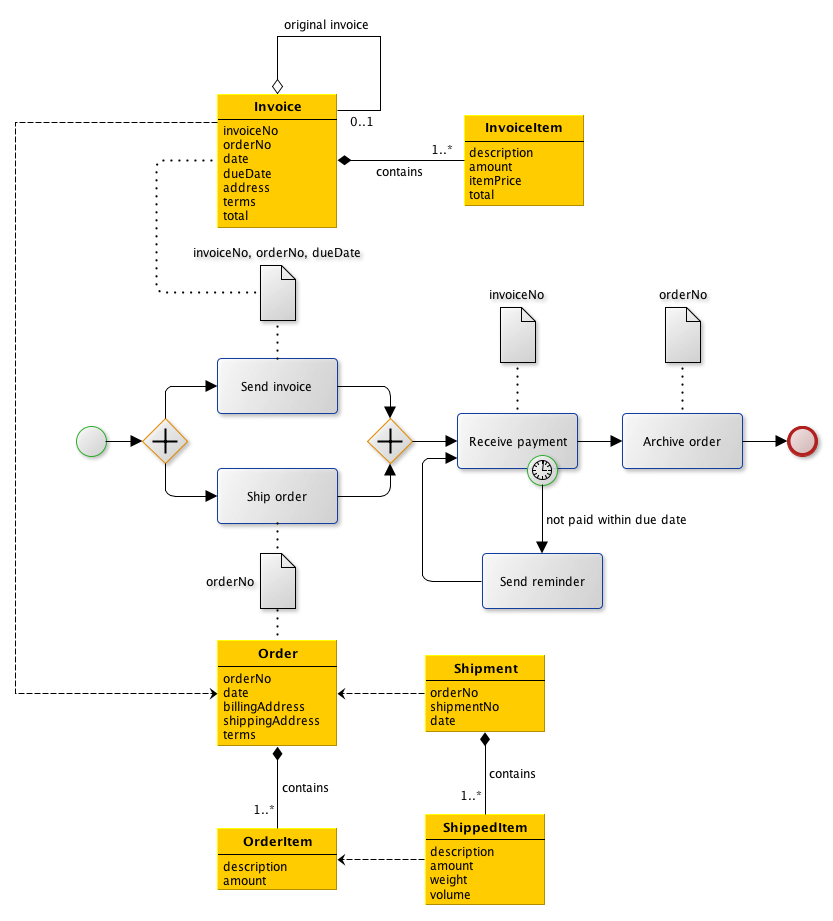 original invoice
Invoice
0..1
invoiceNo
orderNo
date
dueDate
address
terms
total
1..*
contains
InvoiceItem
description
amount
itemPrice
total
invoiceNo, orderNo, dueDate
invoiceNo
orderNo
Send invoice
Receive payment
Archive order
Ship order
not paid within due date
Send reminder
orderNo
Order
orderNo
date
billingAddress
shippingAddress
terms
Shipment
orderNo
shipmentNo
date
contains
1..*
contains
1..*
OrderItem
description
amount
ShippedItem
description
amount
weight
volume